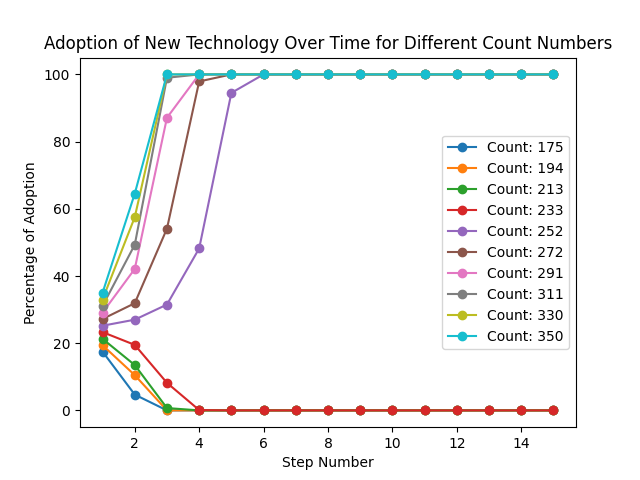 Adoption of New Technology Over Time for Different Count Numbers
100
80
60
40
20
0
Percentage of Adoption
2 4 6 8 10 12 14
Step Number
Count: 175
Count: 194
Count: 213
Count: 233
Count: 252
Count: 272
Count: 291
Count: 311
Count: 330
Count: 350